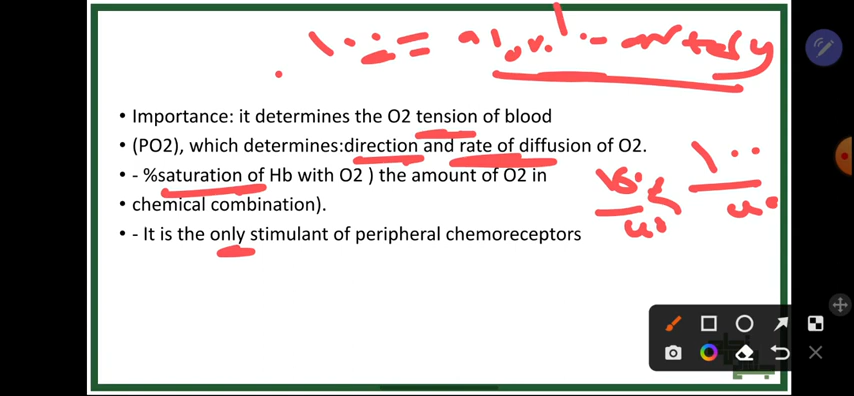 • Importance: it determines the O2 tension of blood
• (PO2), which determines:direction and rate of diffusion of O2.
• - %saturation of Hb with O2 ) the amount of O2 in
• chemical combination).
• - It is the only stimulant of peripheral chemoreceptors